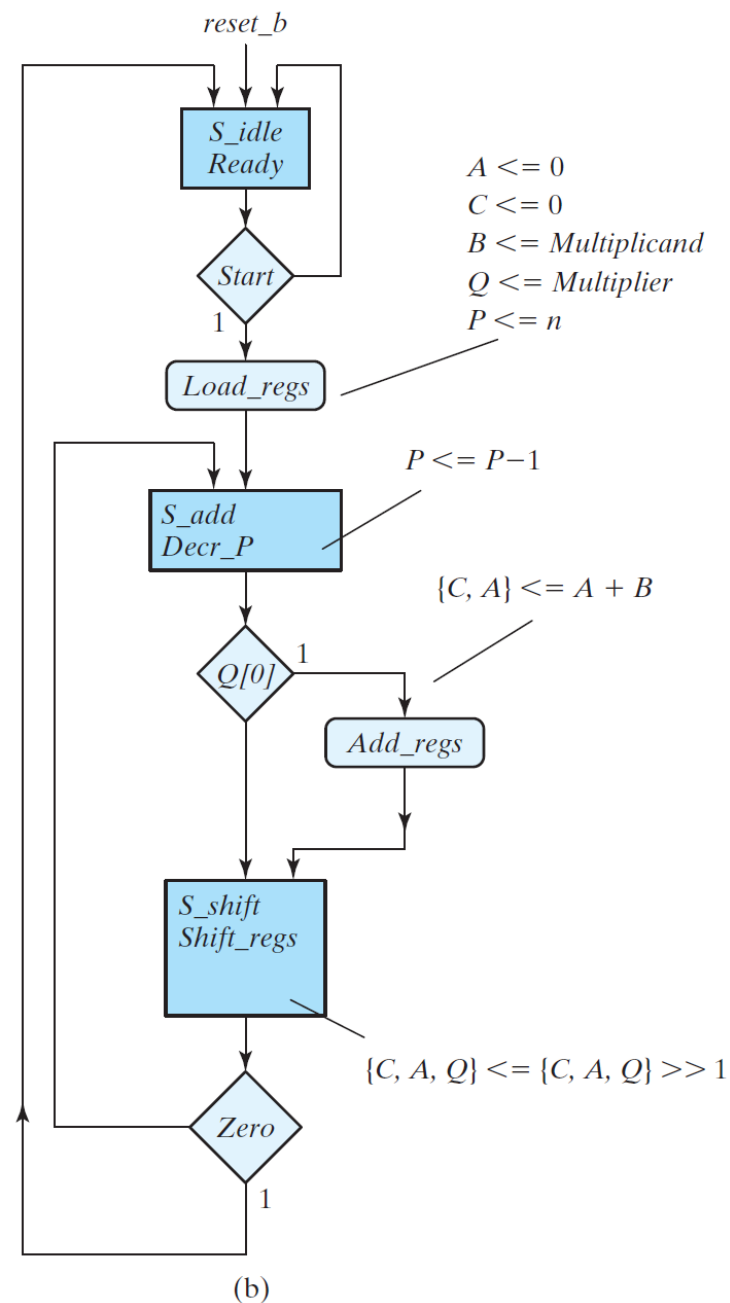 reset_b
S_idle
Ready
A <= 0
C <= 0
B <= Multiplicand
Q <= Multiplier
P <= n
Start
1
Load_regs
P <= P−1
S_add
Decr_P
{C, A} <= A + B
Q[0]
1
Add_regs
S_shift
Shift_regs
{C, A, Q} <= {C, A, Q} >> 1
Zero
1
(b)